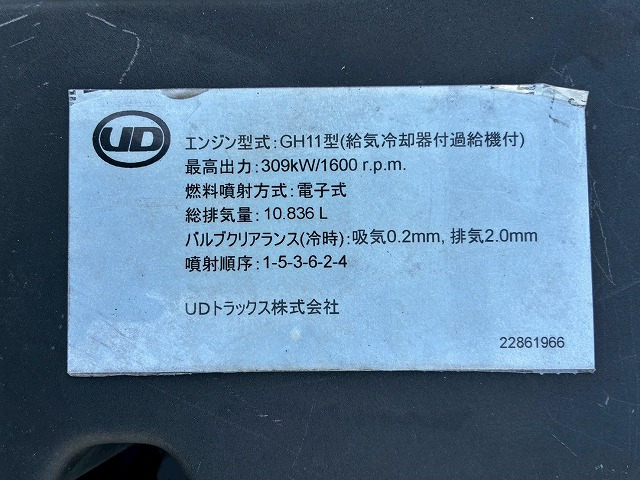 UD
エンジン型式:GH11型(給気冷却器付過給機付)
最高出力:309kW/1600 r.p.m.
燃料噴射方式:電子式
総排気量:10.836 L
バルブクリアランス(冷時):吸気0.2mm, 排気2.0mm
噴射順序:1-5-3-6-2-4
UDトラックス株式会社
22861966